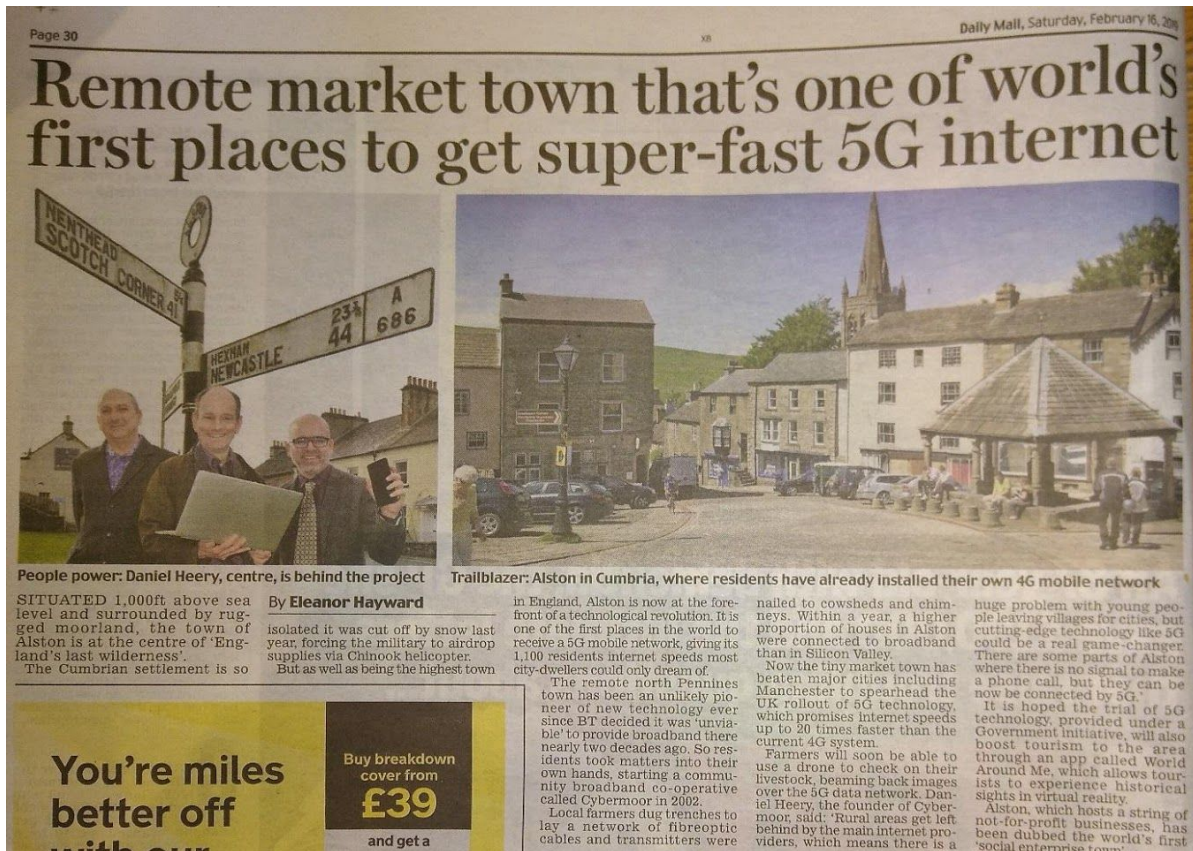 Page 30
Daily Mail, Saturday, February 16,
Remote market town that's one of world's
first places to get super-fast 5G internet
NENTHEAD
SCOTCH CORNER 41
HEXHAM 23¼
NEWCASTLE 44
A
686
People power: Daniel Heery, centre, is behind the project
Trailblazer: Alston in Cumbria, where residents have already installed their own 4G mobile network
SITUATED 1,000ft above sea
level and surrounded by rug-
ged moorland, the town of
Alston is at the centre of 'Eng-
land's last wilderness'.
The Cumbrian settlement is so
By Eleanor Hayward
isolated it was cut off by snow last
year, forcing the military to airdrop
supplies via Chinook helicopter.
But as well as being the highest town
in England, Alston is now at the fore-
front of a technological revolution. It is
one of the first places in the world to
receive a 5G mobile network, giving its
1,100 residents internet speeds most
city-dwellers could only dream of.
The remote north Pennines
town has been an unlikely pio-
neer of new technology ever
since BT decided it was 'unvia-
ble' to provide broadband there
nearly two decades ago. So res-
idents took matters into their
own hands, starting a commu-
nity broadband co-operative
called Cybermoor in 2002.
Local farmers dug trenches to
lay a network of fibreoptic
cables and transmitters were
nailed to cowsheds and chim-
neys. Within a year, a higher
proportion of houses in Alston
were connected to broadband
than in Silicon Valley.
Now the tiny market town has
beaten major cities including
Manchester to spearhead the
UK rollout of 5G technology,
which promises internet speeds
up to 20 times faster than the
current 4G system.
Farmers will soon be able to
use a drone to check on their
livestock, beaming back images
over the 5G data network. Dan-
iel Heery, the founder of Cyber-
moor, said: 'Rural areas get left
behind by the main internet pro-
viders, which means there is a
huge problem with young peo-
ple leaving villages for cities, but
cutting-edge technology like 5G
could be a real game-changer.
There are some parts of Alston
where there is no signal to make
a phone call, but they can be
now be connected by 5G.'
It is hoped the trial of 5G
technology, provided under a
Government initiative, will also
boost tourism to the area
through an app called World
Around Me, which allows tour-
ists to experience historical
sights in virtual reality.
Alston, which hosts a string of
not-for-profit businesses, has
been dubbed the world's first
'social enterprise town'.
You're miles
better off
with our
Buy breakdown
cover from
£39
and get a